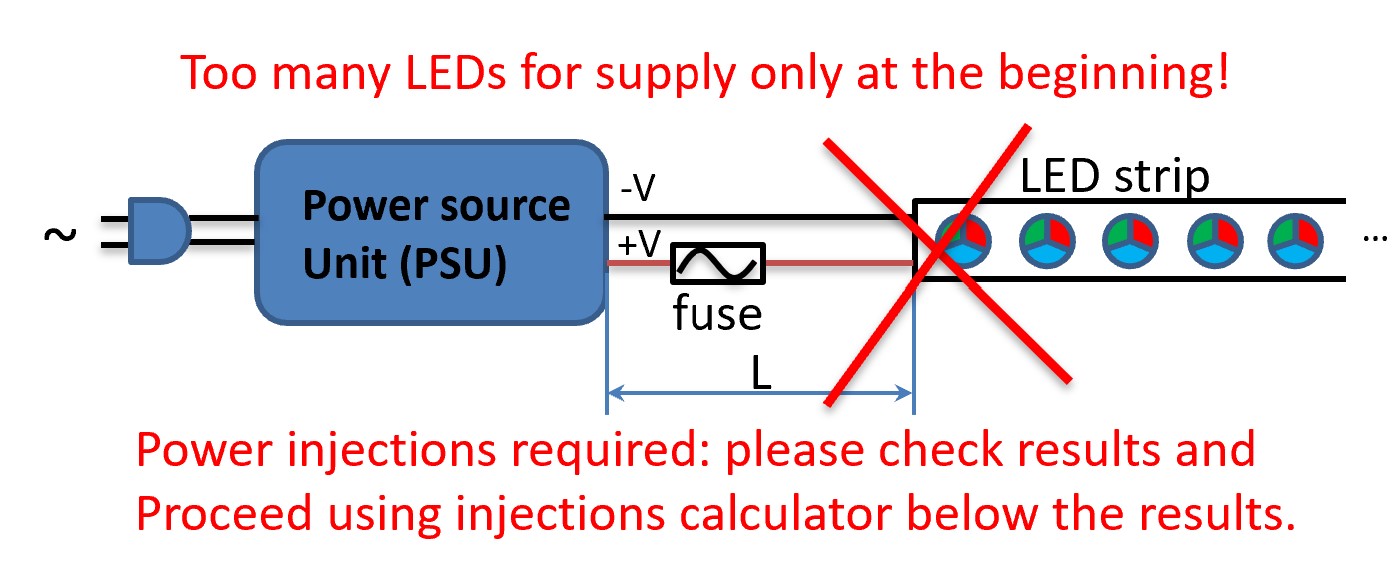 Too many LEDs for supply only at the beginning!
~
Power source
Unit (PSU)
-V
+V
fuse
L
LED strip
...
Power injections required: please check results and
Proceed using injections calculator below the results.